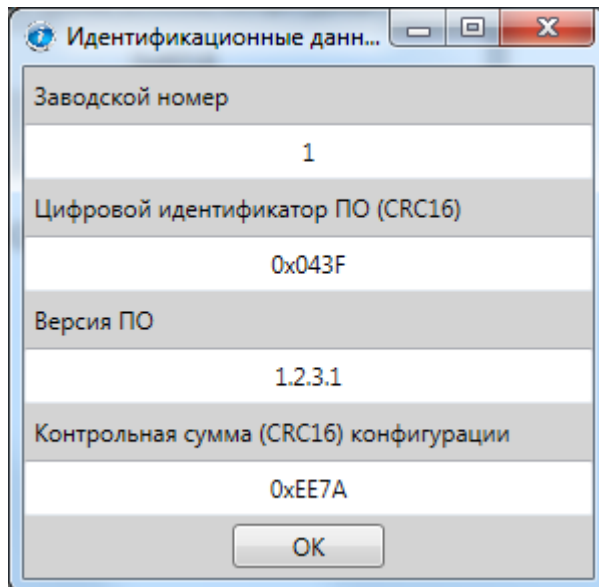 Идентификационные данн...
Заводской номер
1
Цифровой идентификатор ПО (CRC16)
0x043F
Версия ПО
1.2.3.1
Контрольная сумма (CRC16) конфигурации
0xEE7A
OK